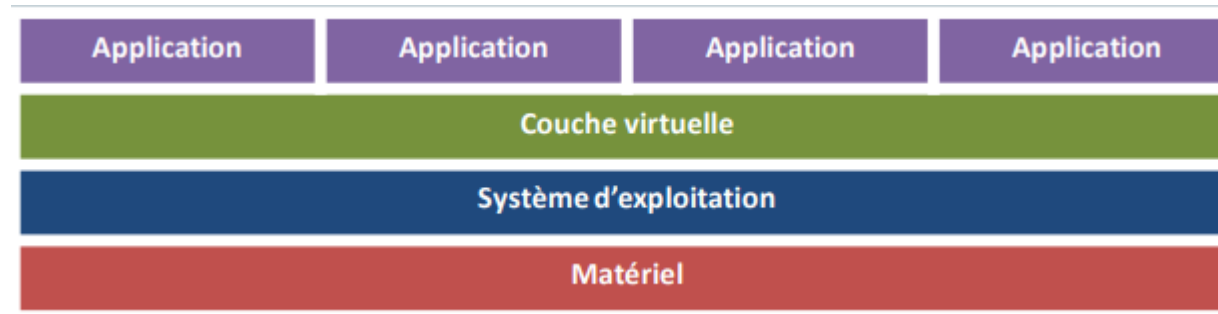 Application Application Application Application
Couche virtuelle
Système d'exploitation
Matériel